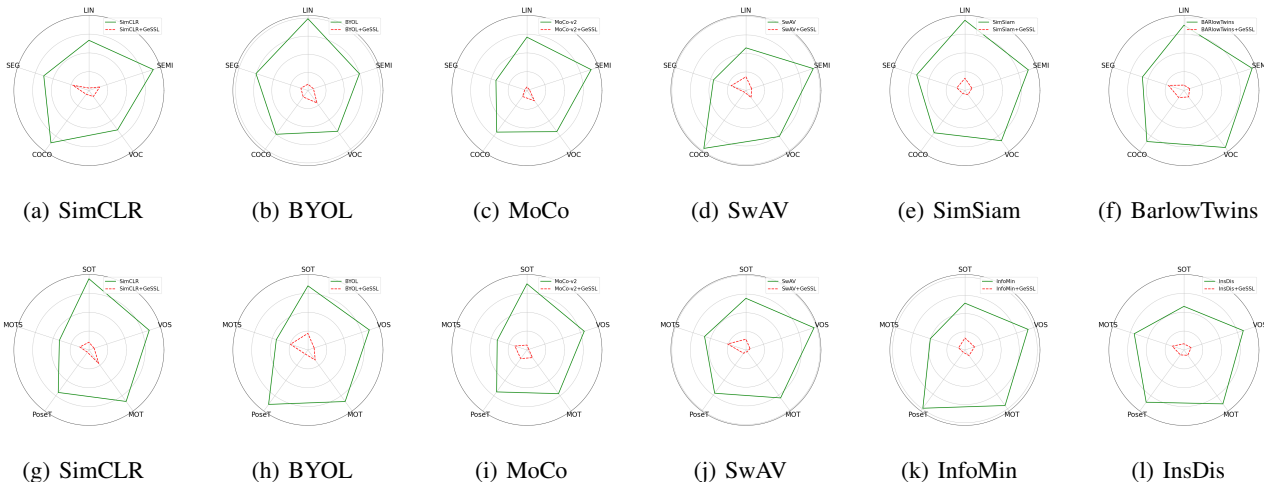 LIN
SEMI
VOC
COCO
SEG
SimCLR
SimCLR+GeSSL
(a) SimCLR
LIN
SEMI
VOC
COCO
SEG
BYOL
BYOL+GeSSL
(b) BYOL
LIN
SEMI
VOC
COCO
SEG
MoCo-v2
MoCo-v2+GeSSL
(c) MoCo
LIN
SEMI
VOC
COCO
SEG
SwAV
SwAV+GeSSL
(d) SwAV
LIN
SEMI
VOC
COCO
SEG
SimSiam
SimSiam+GeSSL
(e) SimSiam
LIN
SEMI
VOC
COCO
SEG
BARlowTwins
BARlowTwins+GeSSL
(f) BarlowTwins
SOT
VOS
MOT
PoseT
MOTS
SimCLR
SimCLR+GeSSL
(g) SimCLR
SOT
VOS
MOT
PoseT
MOTS
BYOL
BYOL+GeSSL
(h) BYOL
SOT
VOS
MOT
PoseT
MOTS
MoCo-v2
MoCo-v2+GeSSL
(i) MoCo
SOT
VOS
MOT
PoseT
MOTS
SwAV
SwAV+GeSSL
(j) SwAV
SOT
VOS
MOT
PoseT
MOTS
InfoMin
InfoMin+GeSSL
(k) InfoMin
SOT
VOS
MOT
PoseT
MOTS
InsDis
InsDis+GeSSL
(l) InsDis